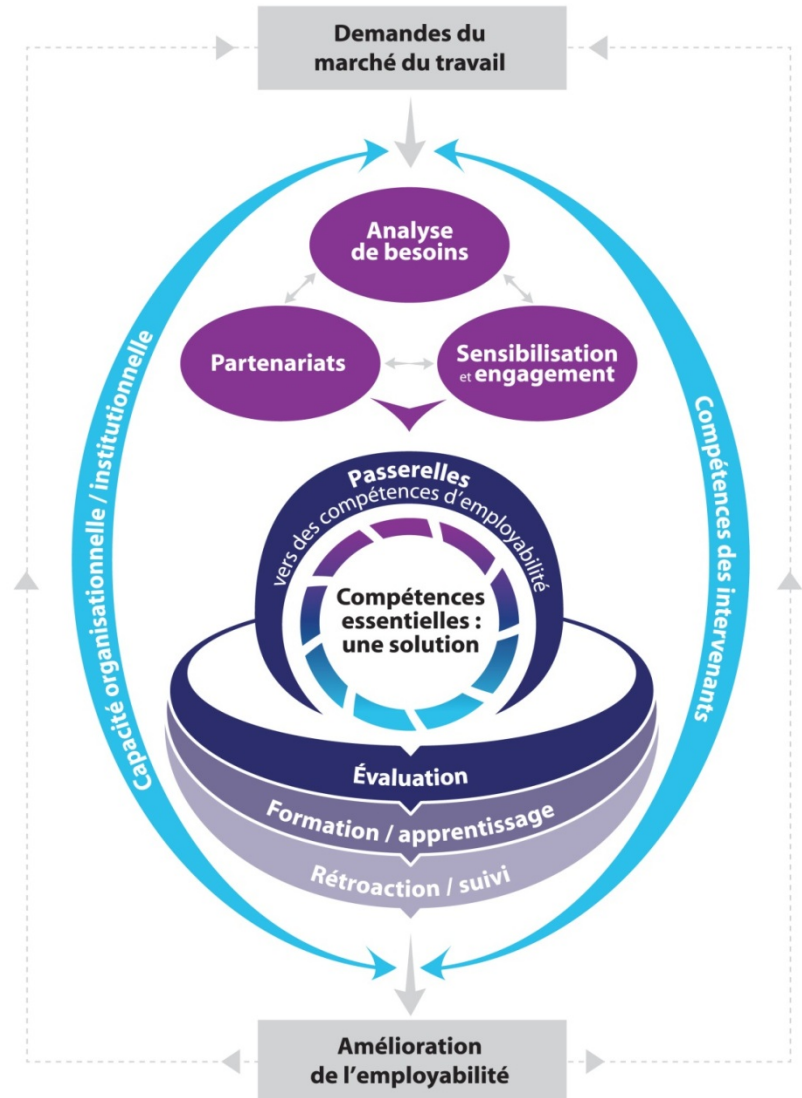 Demandes du
marché du travail
Analyse
de besoins
Partenariats
Sensibilisation
et engagement
Capacité organisationnelle / institutionnelle
Compétences des intervenants
Passerelles
vers des compétences d'employabilité
Compétences
essentielles :
une solution
Évaluation
Formation / apprentissage
Rétroaction / suivi
Amélioration
de l'employabilité